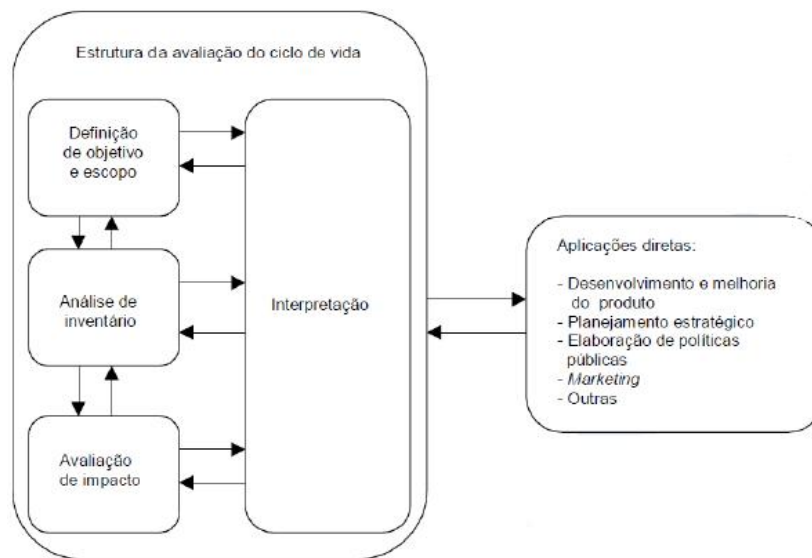 Estrutura da avaliação do ciclo de vida
Definição
de objetivo
e escopo
Análise de
inventário
Avaliação
de impacto
Interpretação
Aplicações diretas:
- Desenvolvimento e melhoria
do produto
- Planejamento estratégico
- Elaboração de políticas
públicas
- Marketing
- Outras